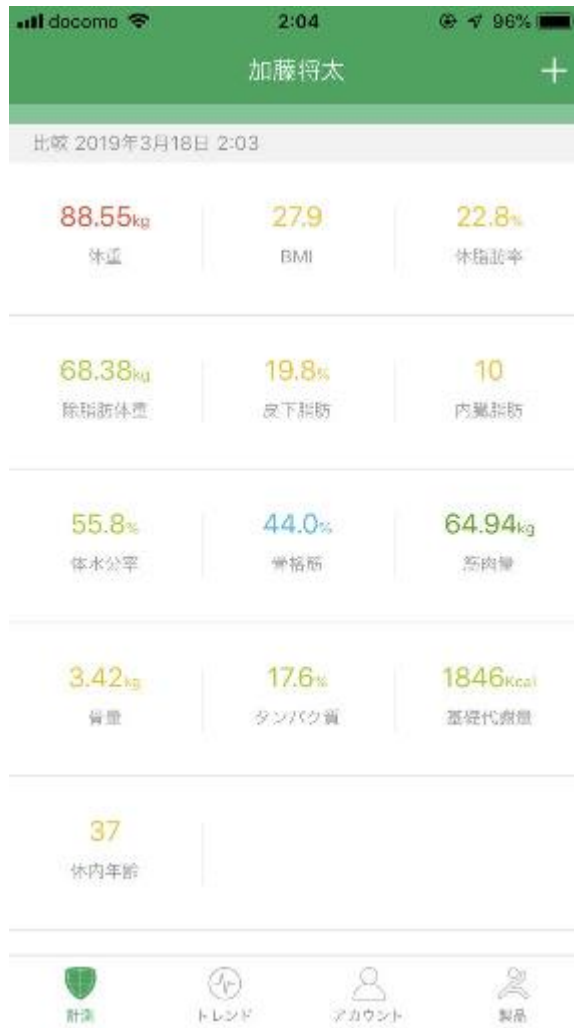 docomo 2:04 96%
加藤将太 +
比較 2019年3月18日 2:03
88.55kg 27.9 22.8%
体重 BMI 体脂肪率
68.38kg 19.8% 10
除脂肪体重 皮下脂肪 内臓脂肪
55.8% 44.0% 64.94kg
体水分率 骨格筋 筋肉量
3.42kg 17.6% 1846Kcal
骨量 タンパク質 基礎代謝量
37
体内年齢
計測 トレンド アカウント 製品